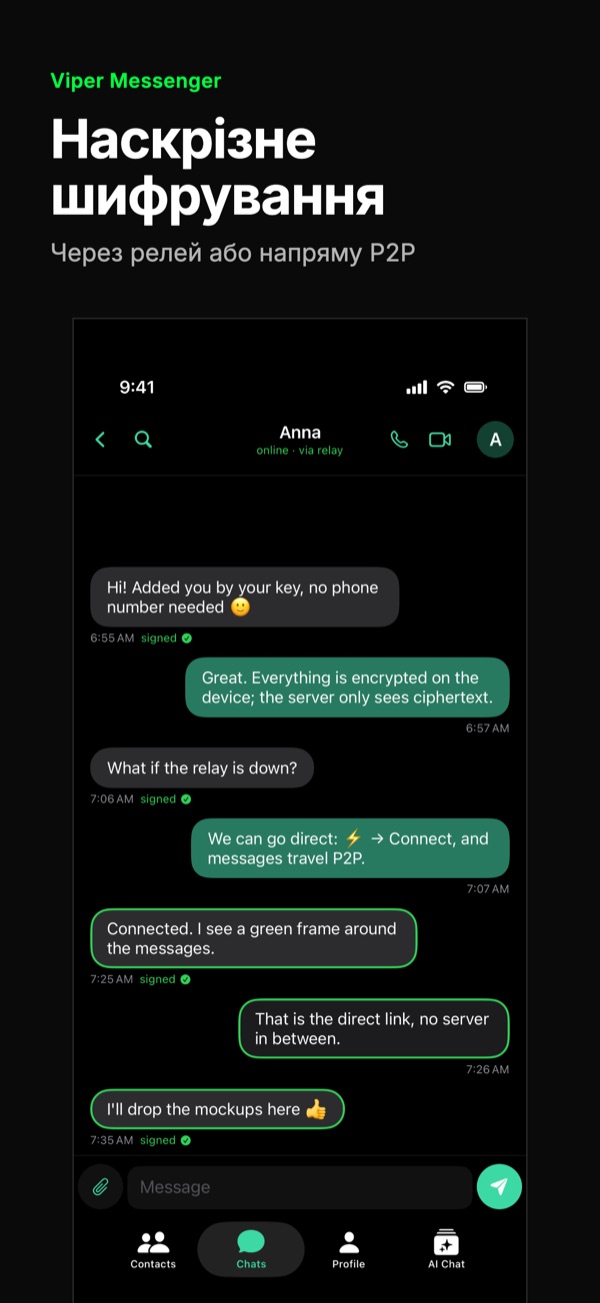 Viper Messenger
Наскрізне
шифрування
Через релей або напряму P2P
9:41
Anna
online · via relay
A
Hi! Added you by your key, no phone
number needed 🙂
6:55 AM signed
Great. Everything is encrypted on the
device; the server only sees ciphertext.
6:57 AM
What if the relay is down?
7:06 AM signed
We can go direct: ⚡ → Connect, and
messages travel P2P.
7:07 AM
Connected. I see a green frame around
the messages.
7:25 AM signed
That is the direct link, no server
in between.
7:26 AM
I'll drop the mockups here 👍
7:35 AM signed
Message
Contacts
Chats
Profile
AI Chat